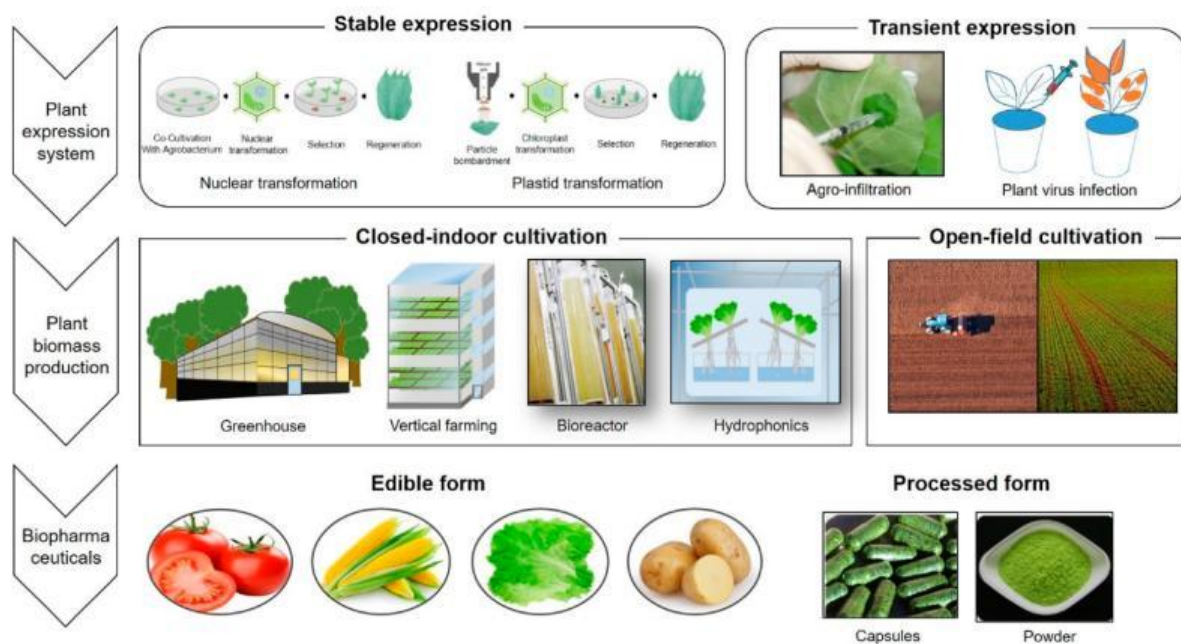 Stable expression
Transient expression
Plant
expression
system
Co-Cultivation
With Agrobacterium
Nuclear
transformation
Selection
Regeneration
Nuclear transformation
Particle
bombardment
Chloroplast
transformation
Selection
Regeneration
Plastid transformation
Agro-infiltration
Plant virus infection
Closed-indoor cultivation
Open-field cultivation
Plant
biomass
production
Greenhouse
Vertical farming
Bioreactor
Hydrophonics
Edible form
Processed form
Biopharma
ceuticals
Capsules
Powder